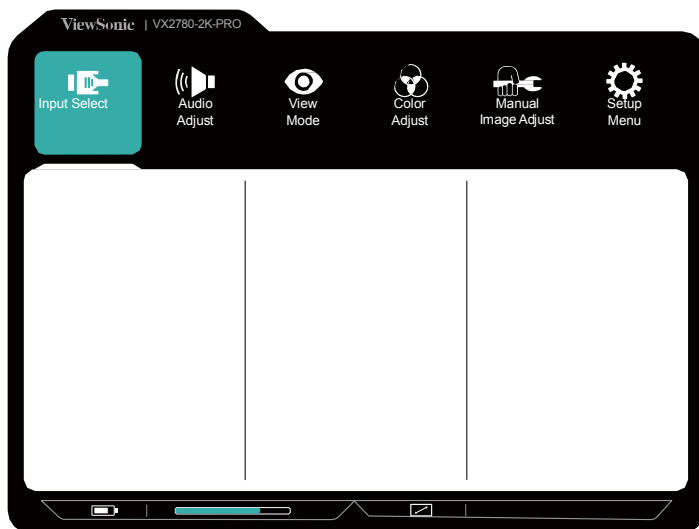 ViewSonic | VX2780-2K-PRO
Input Select
Audio
Adjust
View
Mode
Color
Adjust
Manual
Image Adjust
Setup
Menu